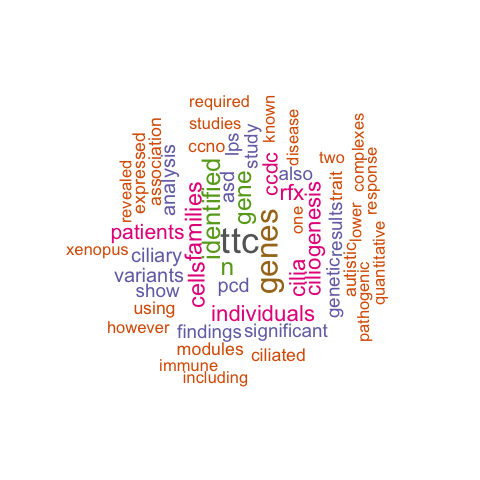 required
studies
known
ccno
lps
study
disease
complexes
association
expressed
revealed
analysis
identified
families
asd
gene
ccdc
also
two
trait
response
rfx
patients
xenopus
ciliary
ttc
genes
one
ciliogenesis
results
lower
autistic
quantitative
variants
show
cells
n
pcd
cilia
genetic
pathogenic
using
individuals
however
findings
significant
modules
ciliated
immune
including